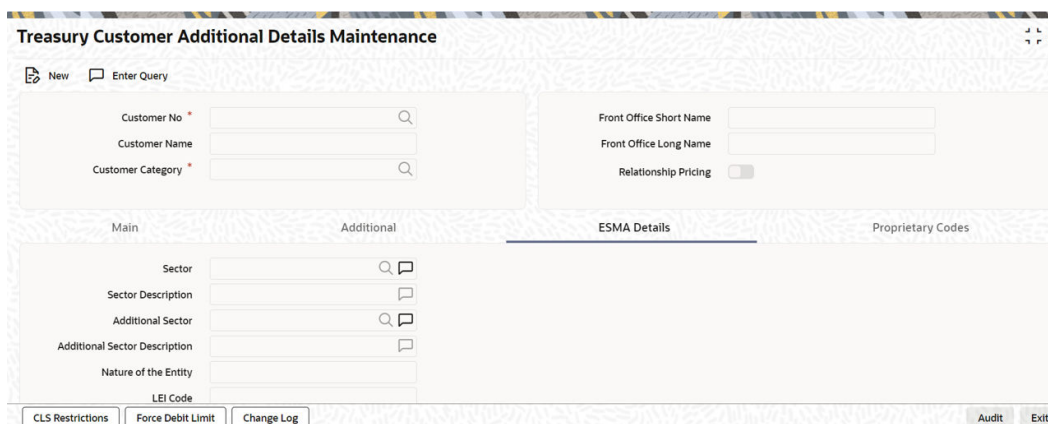 Treasury Customer Additional Details Maintenance
New Enter Query
Customer No *
Customer Name
Customer Category *
Front Office Short Name
Front Office Long Name
Relationship Pricing
Main Additional ESMA Details Proprietary Codes
Sector
Sector Description
Additional Sector
Additional Sector Description
Nature of the Entity
LEI Code
CLS Restrictions Force Debit Limit Change Log Audit Exit